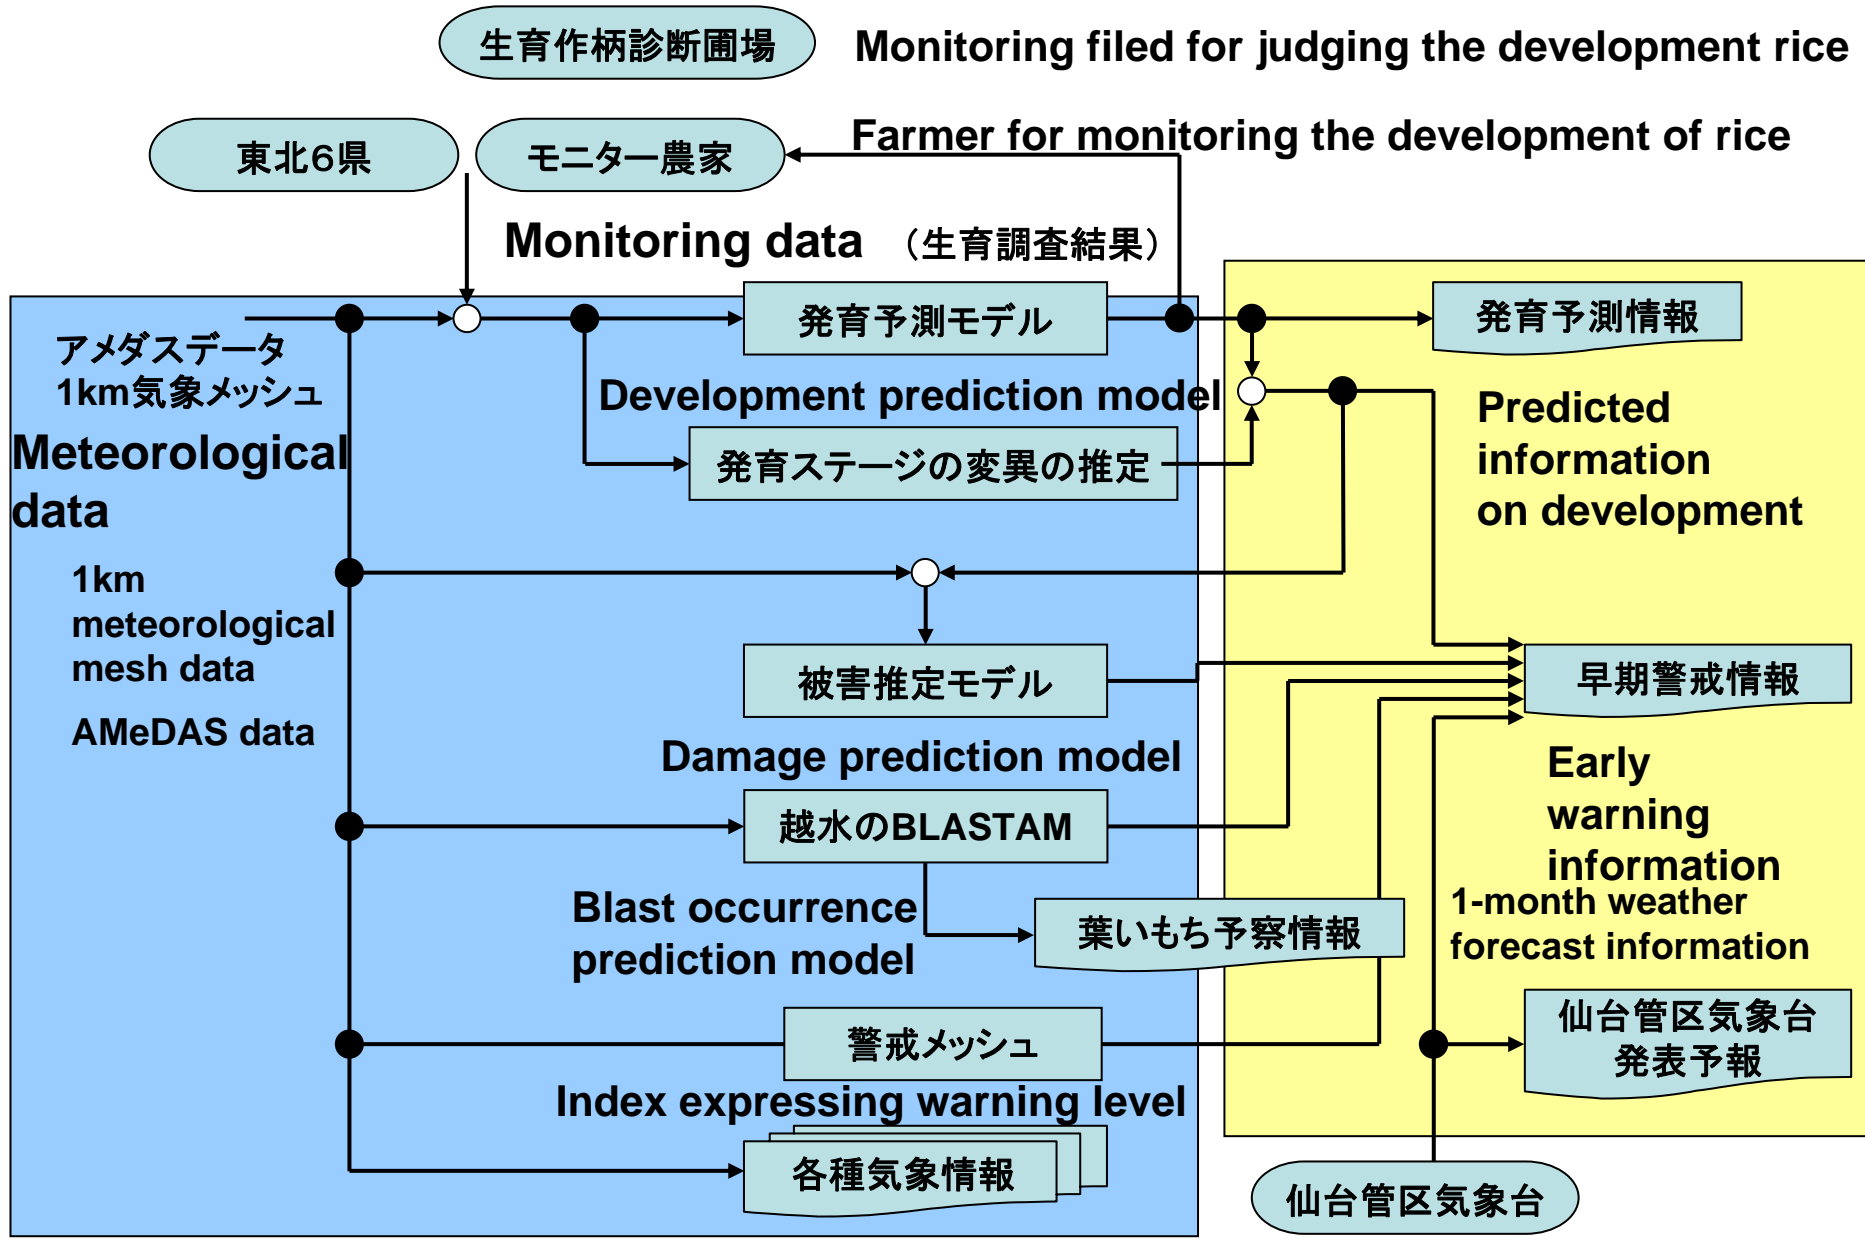 生育作柄診断圃場
Monitoring filed for judging the development rice
東北6県
モニター農家
Farmer for monitoring the development of rice
Monitoring data
（生育調査結果）
アメダスデータ
1km気象メッシュ
発育予測モデル
発育予測情報
Development prediction model
Meteorological
data
発育ステージの変異の推定
Predicted
information
on development
1km
meteorological
mesh data
AMeDAS data
被害推定モデル
早期警戒情報
Damage prediction model
Early
warning
information
越水のBLASTAM
Blast occurrence
prediction model
葉いもち予察情報
1-month weather
forecast information
警戒メッシュ
仙台管区気象台
発表予報
Index expressing warning level
各種気象情報
仙台管区気象台